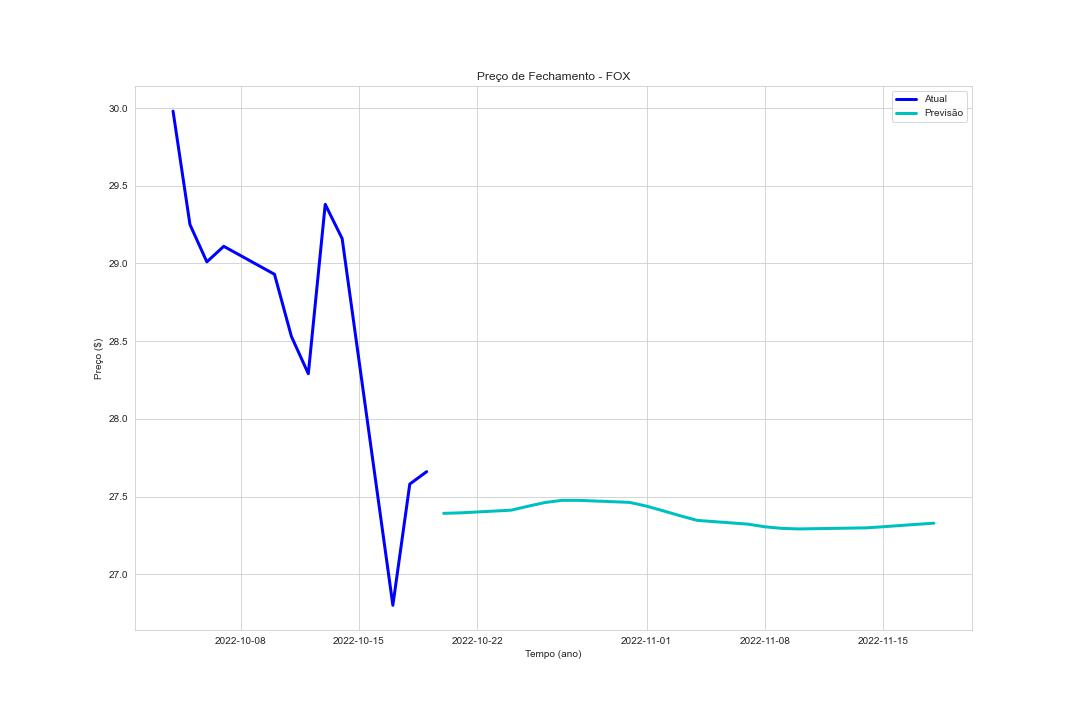 Preço de Fechamento - FOX
Atual
Previsão
30.0
29.5
29.0
28.5
28.0
27.5
27.0
Preço ($)
2022-10-08 2022-10-15 2022-10-22 2022-11-01 2022-11-08 2022-11-15
Tempo (ano)